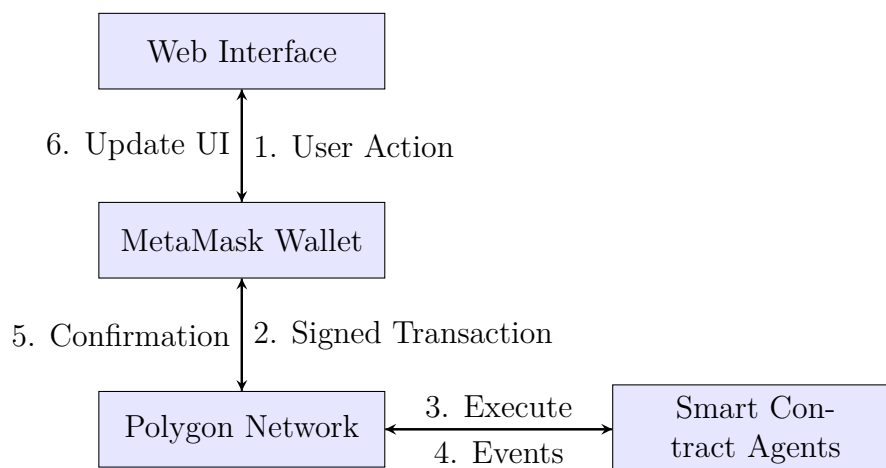 Web Interface
6. Update UI
1. User Action
MetaMask Wallet
5. Confirmation
2. Signed Transaction
Polygon Network
3. Execute
4. Events
Smart Con-
tract Agents